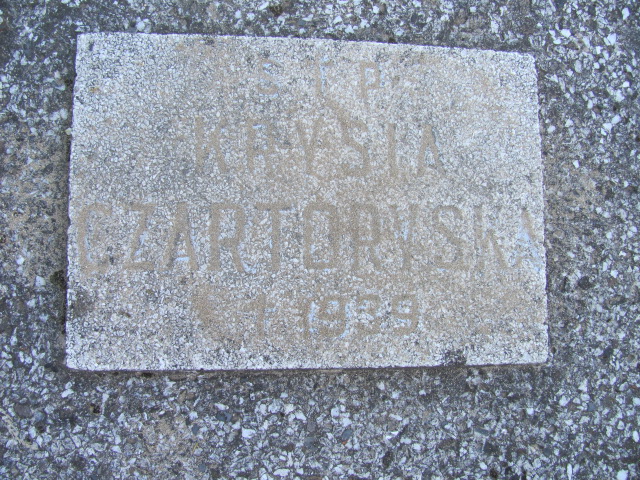 Ś.†P.
KRYSIA
CZARTORYSKA
† 1939